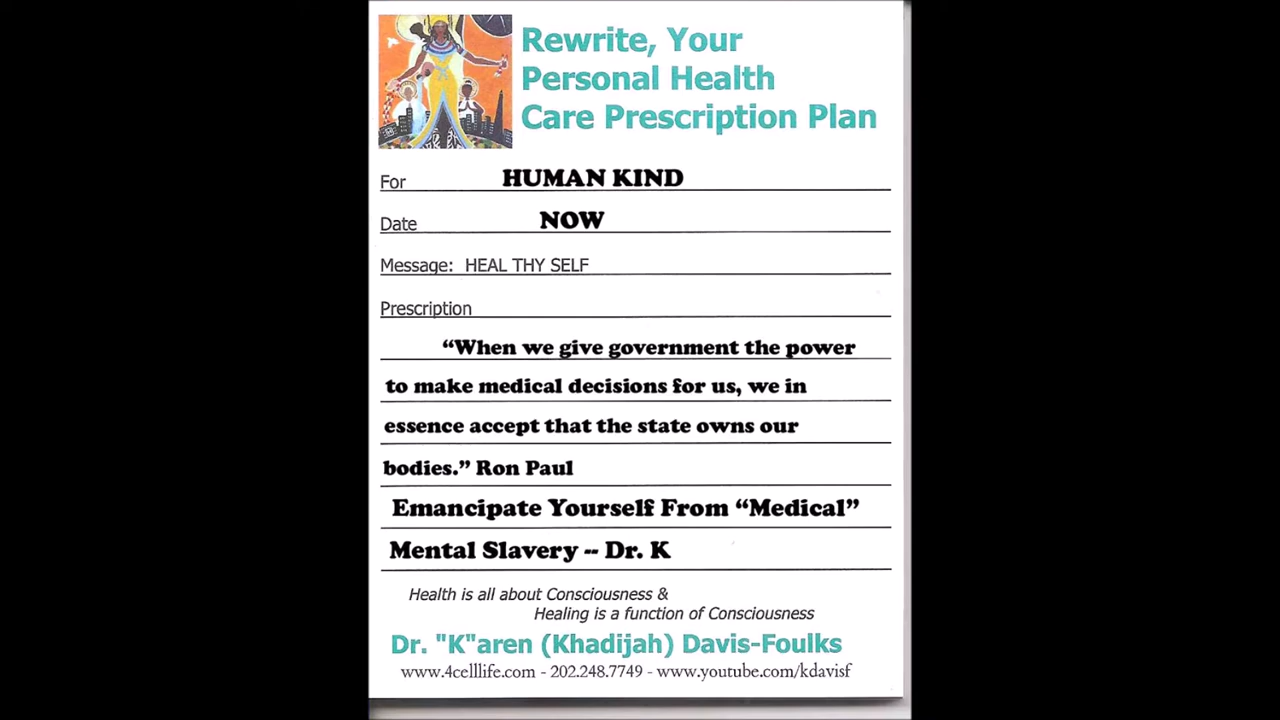 Rewrite, Your
Personal Health
Care Prescription Plan
For HUMAN KIND
Date NOW
Message: HEAL THY SELF
Prescription
“When we give government the power
to make medical decisions for us, we in
essence accept that the state owns our
bodies.” Ron Paul
Emancipate Yourself From “Medical”
Mental Slavery -- Dr. K
Health is all about Consciousness &
Healing is a function of Consciousness
Dr. "K"aren (Khadijah) Davis-Foulks
www.4celllife.com - 202.248.7749 - www.youtube.com/kdavisf